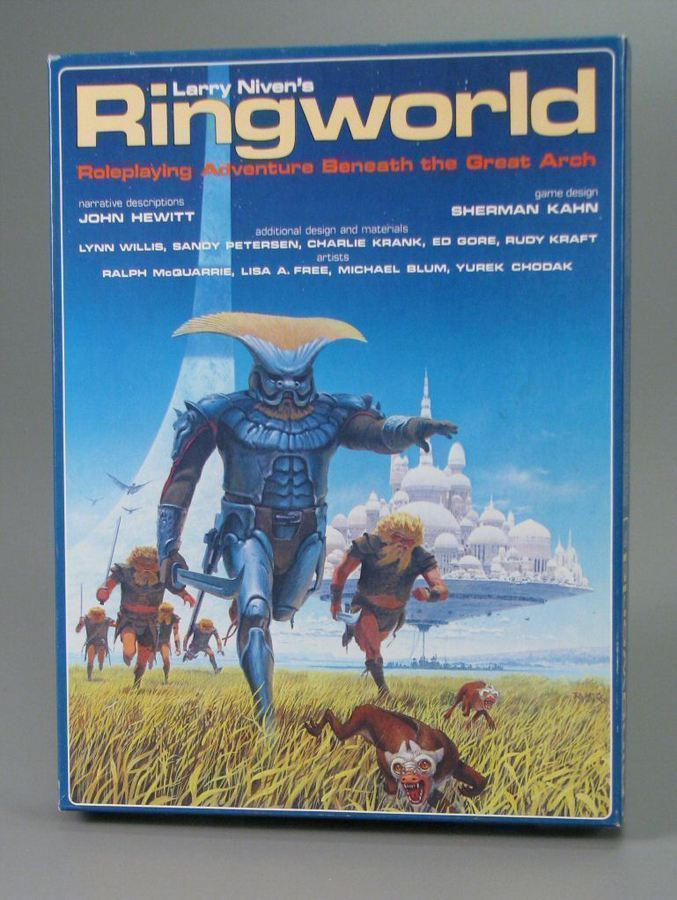 Larry Niven's
Ringworld
Roleplaying Adventure Beneath the Great Arch
narrative descriptions
JOHN HEWITT
game design
SHERMAN KAHN
additional design and materials
LYNN WILLIS, SANDY PETERSEN, CHARLIE KRANK, ED GORE, RUDY KRAFT
artists
RALPH McQUARRIE, LISA A. FREE, MICHAEL BLUM, YUREK CHODAK